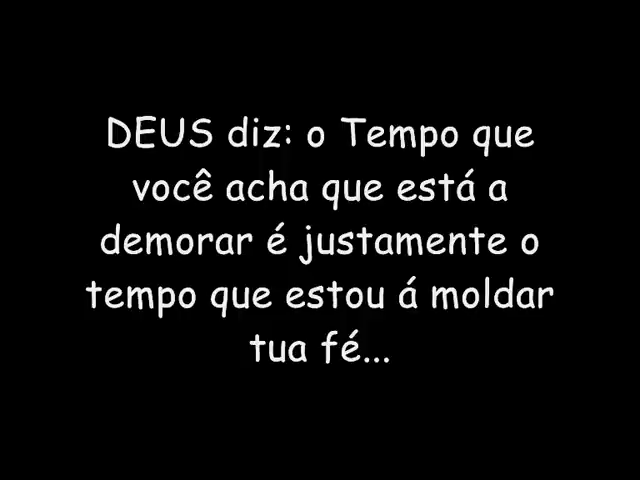 DEUS diz: o Tempo que
você acha que está a
demorar é justamente o
tempo que estou á moldar
tua fé...